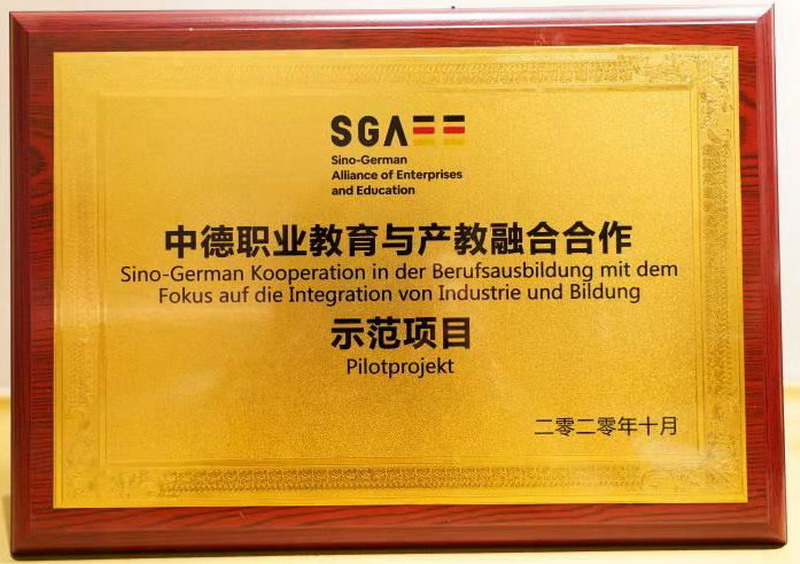 SGAEE
Sino-German
Alliance of Enterprises
and Education
中德职业教育与产教融合合作
Sino-German Kooperation in der Berufsausbildung mit dem
Fokus auf die Integration von Industrie und Bildung
示范项目
Pilotprojekt
二零二零年十月